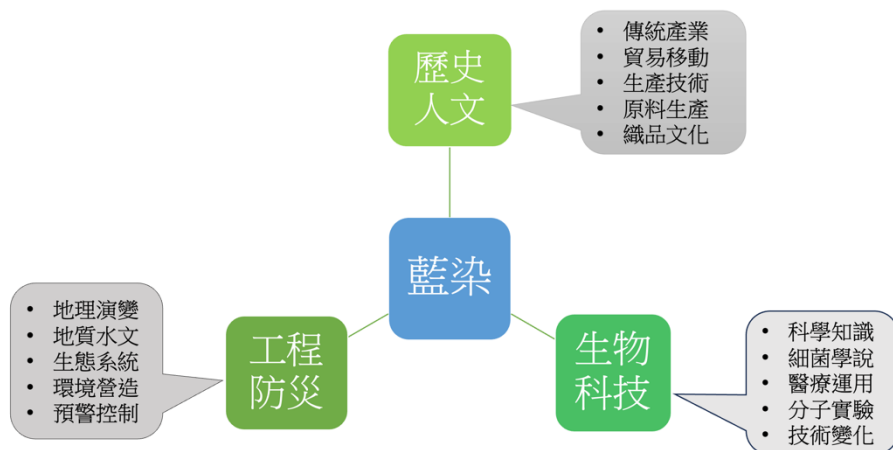 歷史
人文
• 傳統產業
• 貿易移動
• 生產技術
• 原料生產
• 織品文化
藍染
工程
防災
• 地理演變
• 地質水文
• 生態系統
• 環境營造
• 預警控制
生物
科技
• 科學知識
• 細菌學說
• 醫療運用
• 分子實驗
• 技術變化